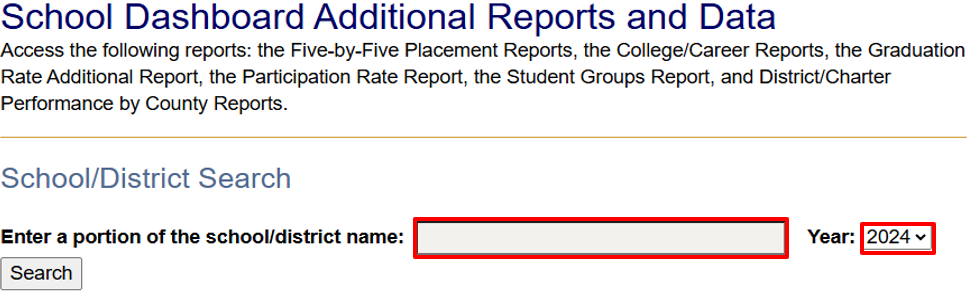 School Dashboard Additional Reports and Data
Access the following reports: the Five-by-Five Placement Reports, the College/Career Reports, the Graduation
Rate Additional Report, the Participation Rate Report, the Student Groups Report, and District/Charter
Performance by County Reports.
School/District Search
Enter a portion of the school/district name: Year: 2024
Search